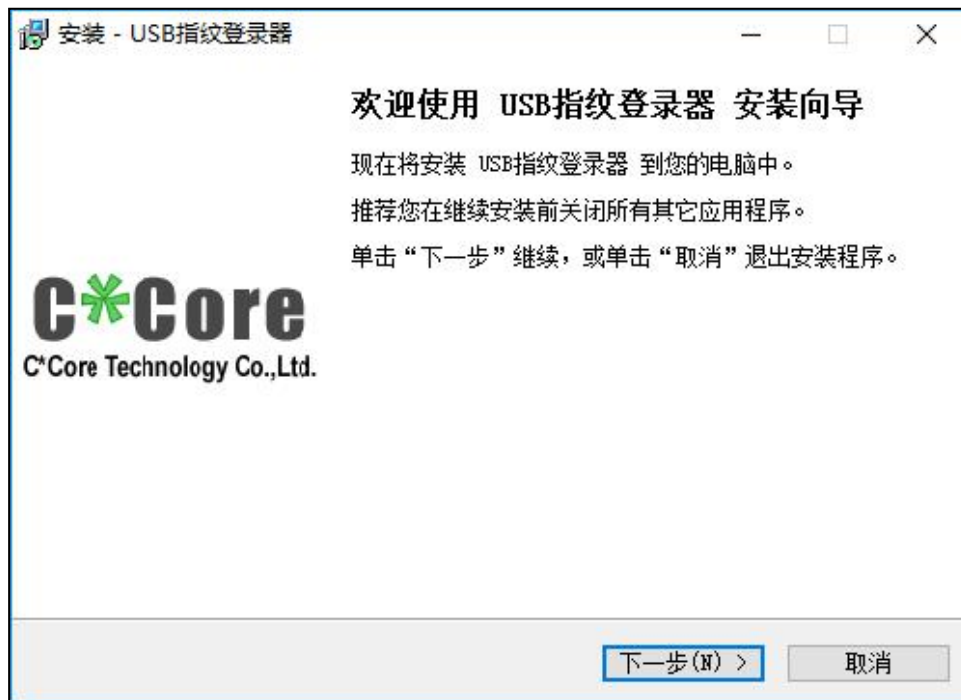 安装 - USB指纹登录器
欢迎使用 USB指纹登录器 安装向导
现在将安装 USB指纹登录器 到您的电脑中。
推荐您在继续安装前关闭所有其它应用程序。
单击“下一步”继续，或单击“取消”退出安装程序。
C*Core
C*Core Technology Co.,Ltd.
下一步(N) >
取消